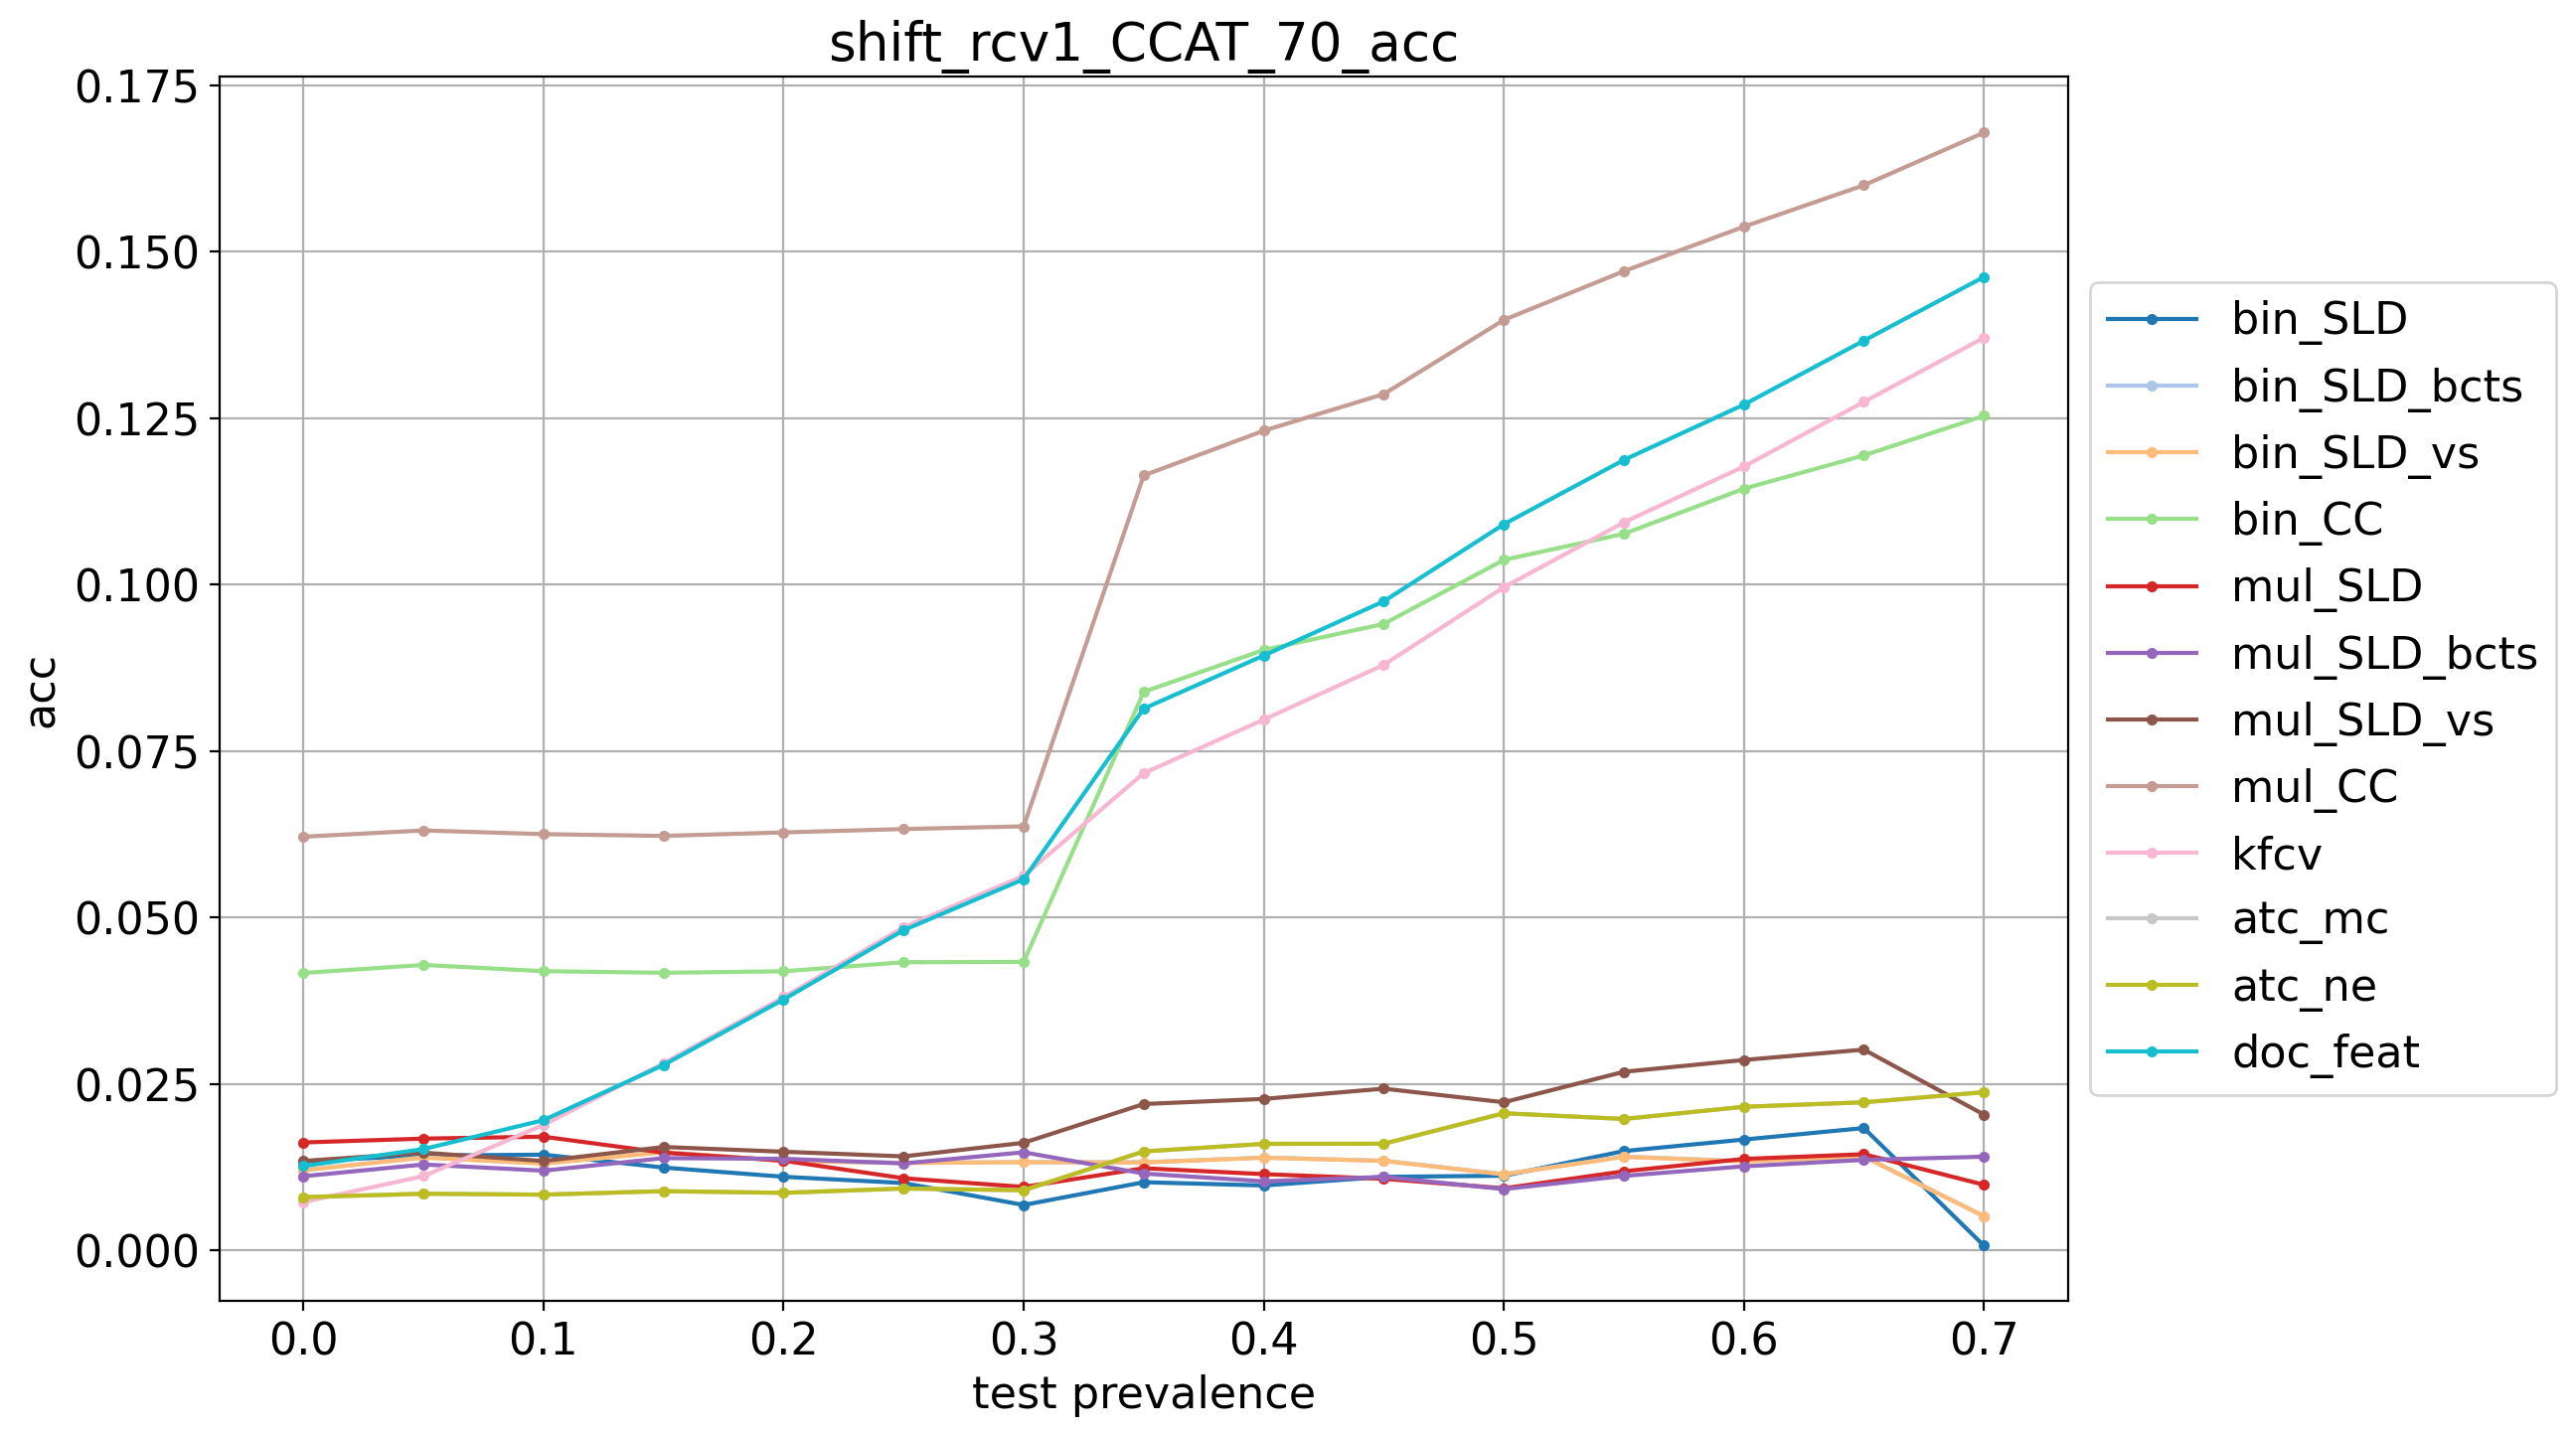 shift_rcv1_CCAT_70_acc
0.175
0.150
0.125
0.100
0.075
0.050
0.025
0.000
acc
0.0 0.1 0.2 0.3 0.4 0.5 0.6 0.7
test prevalence
bin_SLD
bin_SLD_bcts
bin_SLD_vs
bin_CC
mul_SLD
mul_SLD_bcts
mul_SLD_vs
mul_CC
kfcv
atc_mc
atc_ne
doc_feat